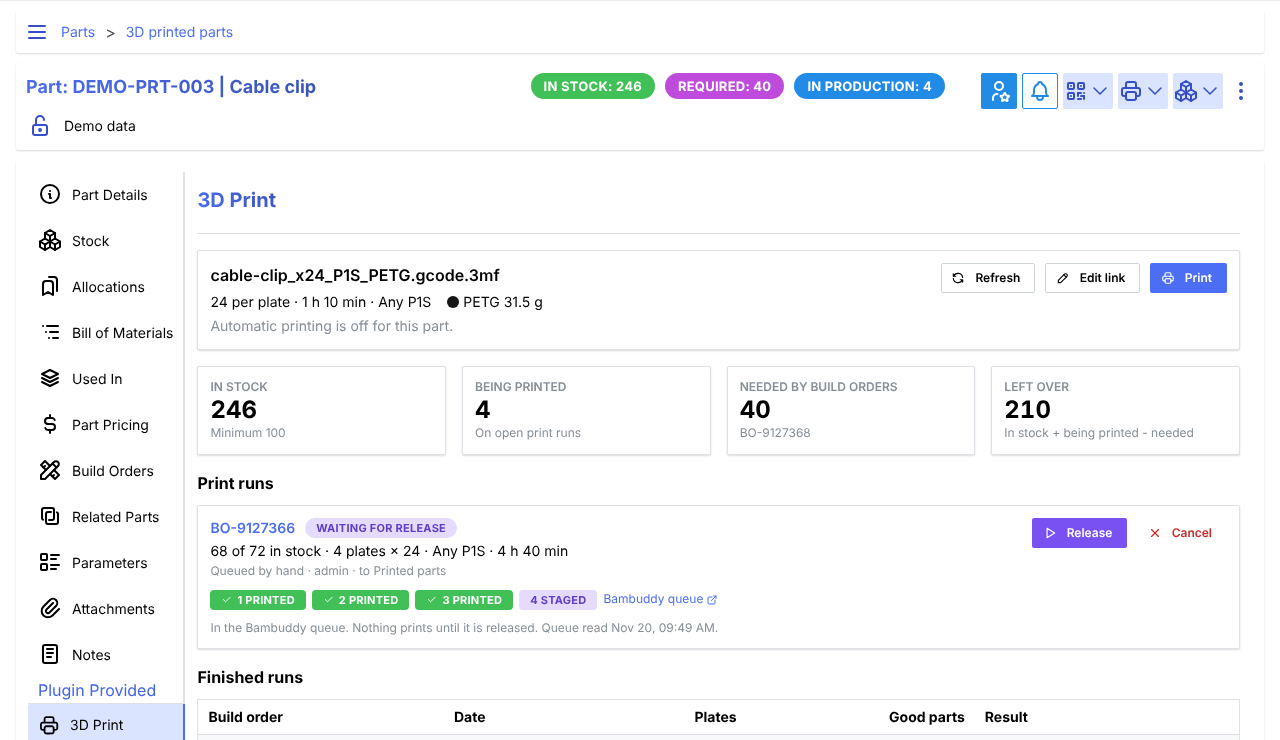 Parts > 3D printed parts
Part: DEMO-PRT-003 | Cable clip
IN STOCK: 246
REQUIRED: 40
IN PRODUCTION: 4
Demo data
Part Details
Stock
Allocations
Bill of Materials
Used In
Part Pricing
Build Orders
Related Parts
Parameters
Attachments
Notes
Plugin Provided
3D Print
3D Print
cable-clip_x24_P1S_PETG.gcode.3mf
Refresh
Edit link
Print
24 per plate · 1 h 10 min · Any P1S PETG 31.5 g
Automatic printing is off for this part.
IN STOCK
246
Minimum 100
BEING PRINTED
4
On open print runs
NEEDED BY BUILD ORDERS
40
BO-9127368
LEFT OVER
210
In stock + being printed - needed
Print runs
BO-9127366 WAITING FOR RELEASE
Release
Cancel
68 of 72 in stock · 4 plates × 24 · Any P1S · 4 h 40 min
Queued by hand · admin · to Printed parts
1 PRINTED 2 PRINTED 3 PRINTED 4 STAGED Bambuddy queue
In the Bambuddy queue. Nothing prints until it is released. Queue read Nov 20, 09:49 AM.
Finished runs
Build order Date Plates Good parts Result